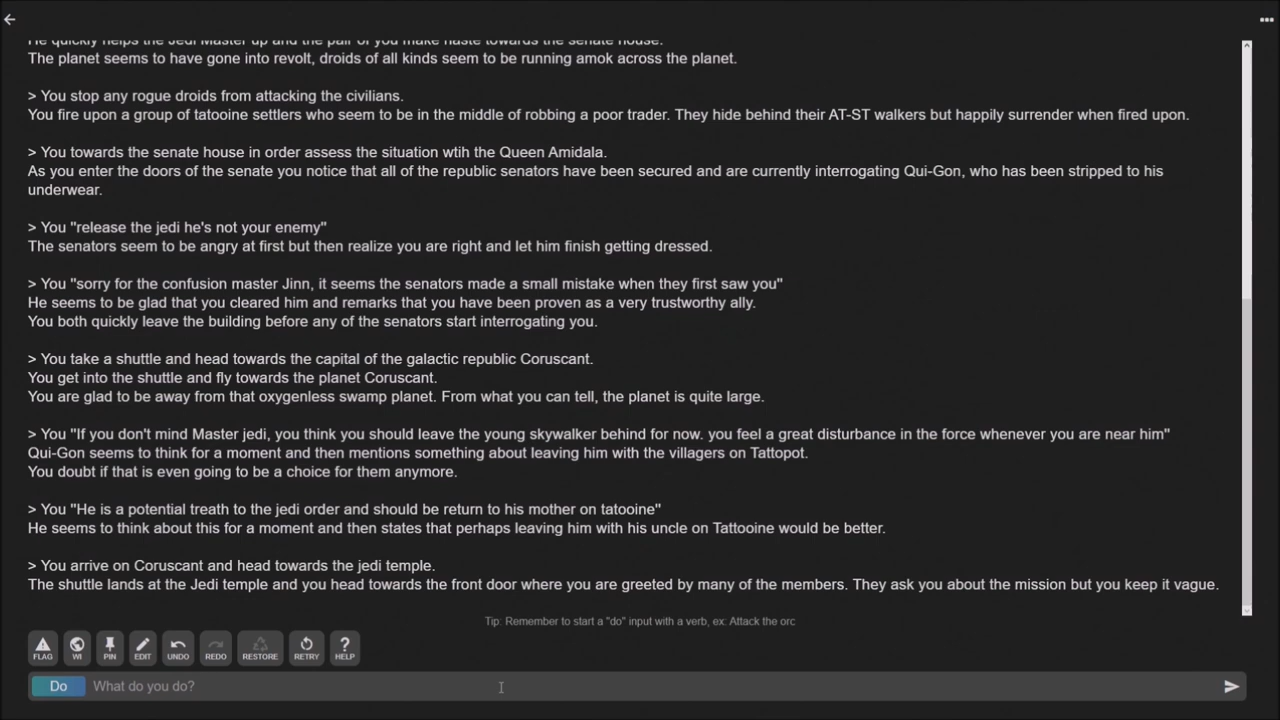 He quickly helps the Jedi Master up and the pair of you make haste towards the senate house.
The planet seems to have gone into revolt, droids of all kinds seem to be running amok across the planet.
> You stop any rogue droids from attacking the civilians.
You fire upon a group of tatooine settlers who seem to be in the middle of robbing a poor trader. They hide behind their AT-ST walkers but happily surrender when fired upon.
> You towards the senate house in order assess the situation wtih the Queen Amidala.
As you enter the doors of the senate you notice that all of the republic senators have been secured and are currently interrogating Qui-Gon, who has been stripped to his
underwear.
> You "release the jedi he's not your enemy"
The senators seem to be angry at first but then realize you are right and let him finish getting dressed.
> You "sorry for the confusion master Jinn, it seems the senators made a small mistake when they first saw you"
He seems to be glad that you cleared him and remarks that you have been proven as a very trustworthy ally.
You both quickly leave the building before any of the senators start interrogating you.
> You take a shuttle and head towards the capital of the galactic republic Coruscant.
You get into the shuttle and fly towards the planet Coruscant.
You are glad to be away from that oxygenless swamp planet. From what you can tell, the planet is quite large.
> You "If you don't mind Master jedi, you think you should leave the young skywalker behind for now. you feel a great disturbance in the force whenever you are near him"
Qui-Gon seems to think for a moment and then mentions something about leaving him with the villagers on Tattopot.
You doubt if that is even going to be a choice for them anymore.
> You "He is a potential treath to the jedi order and should be return to his mother on tatooine"
He seems to think about this for a moment and then states that perhaps leaving him with his uncle on Tattooine would be better.
> You arrive on Coruscant and head towards the jedi temple.
The shuttle lands at the Jedi temple and you head towards the front door where you are greeted by many of the members. They ask you about the mission but you keep it vague.
Tip: Remember to start a "do" input with a verb, ex: Attack the orc
FLAG WI PIN EDIT UNDO REDO RESTORE RETRY HELP
Do What do you do?